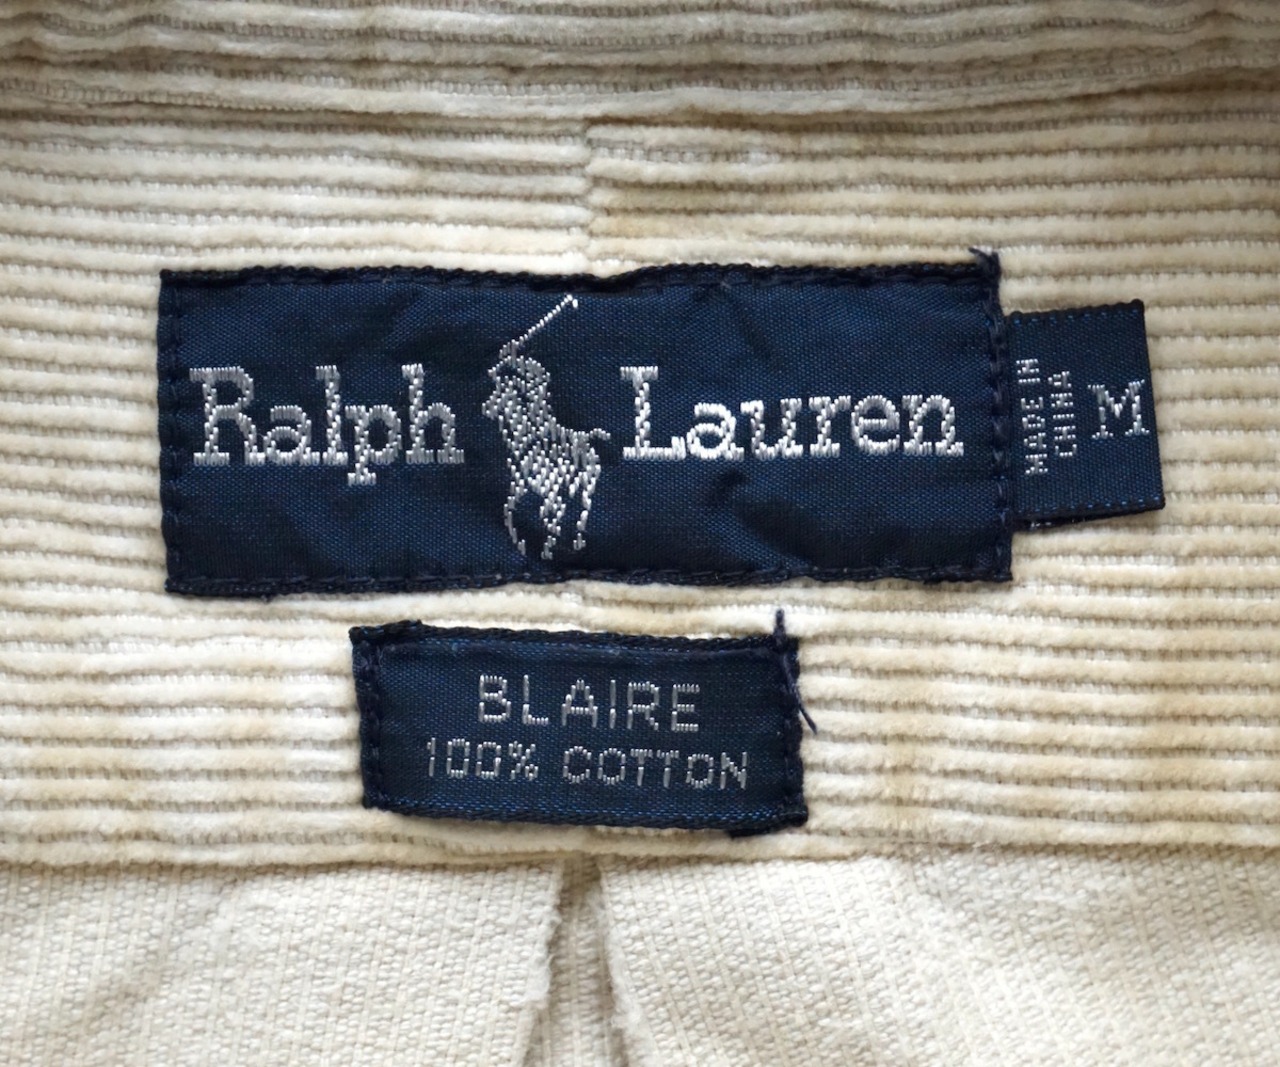 Ralph Lauren
MADE IN
CHINA
M
BLAIRE
100% COTTON